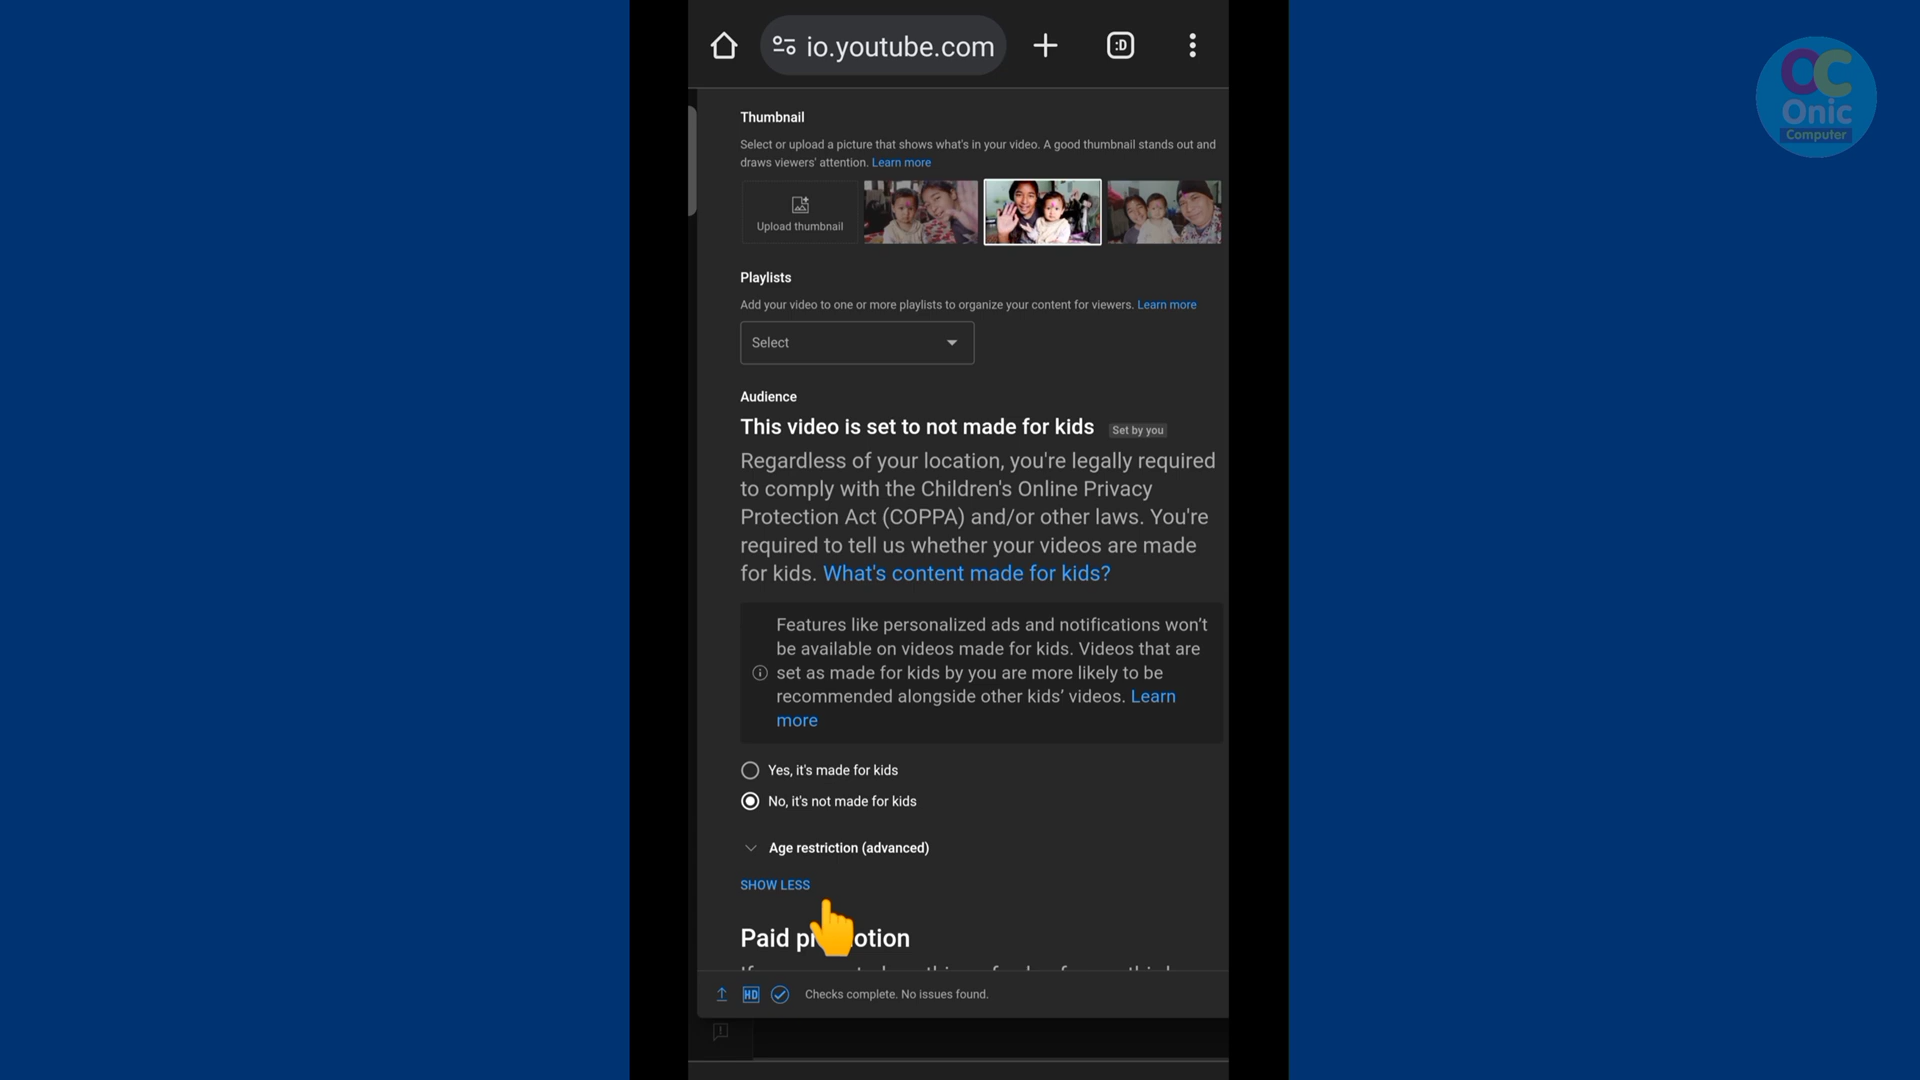 io.youtube.com
:D
OC
Onic
Computer
Thumbnail
Select or upload a picture that shows what's in your video. A good thumbnail stands out and
draws viewers' attention. Learn more
Upload thumbnail
Playlists
Add your video to one or more playlists to organize your content for viewers. Learn more
Select
Audience
This video is set to not made for kids Set by you
Regardless of your location, you're legally required
to comply with the Children's Online Privacy
Protection Act (COPPA) and/or other laws. You're
required to tell us whether your videos are made
for kids. What's content made for kids?
Features like personalized ads and notifications won’t
be available on videos made for kids. Videos that are
set as made for kids by you are more likely to be
recommended alongside other kids’ videos. Learn
more
Yes, it's made for kids
No, it's not made for kids
Age restriction (advanced)
SHOW LESS
Paid
HD Checks complete. No issues found.